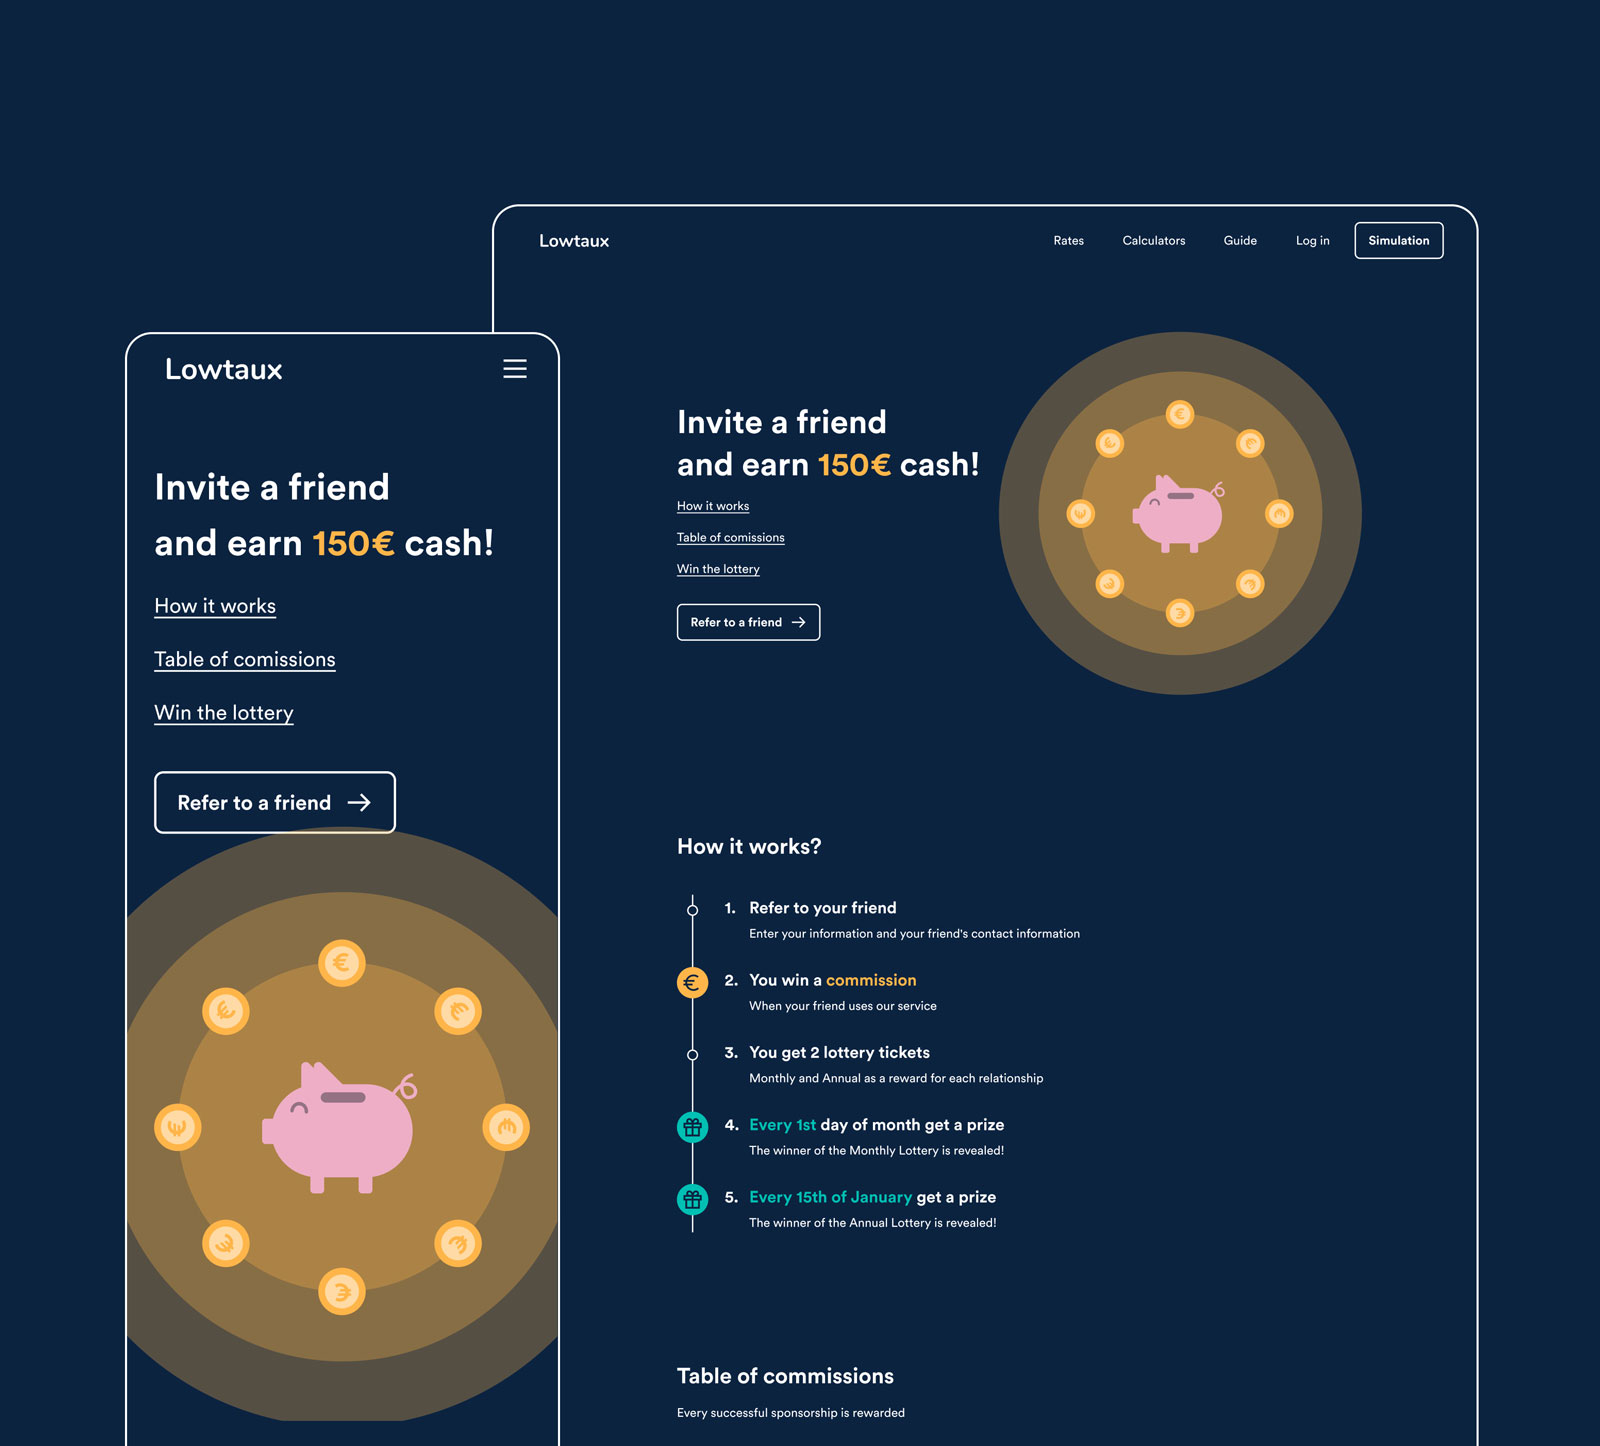 Lowtaux
Rates
Calculators
Guide
Log in
Simulation
Invite a friend
and earn 150€ cash!
How it works
Table of comissions
Win the lottery
Refer to a friend
How it works?
1. Refer to your friend
Enter your information and your friend's contact information
€
2. You win a commission
When your friend uses our service
3. You get 2 lottery tickets
Monthly and Annual as a reward for each relationship
4. Every 1st day of month get a prize
The winner of the Monthly Lottery is revealed!
5. Every 15th of January get a prize
The winner of the Annual Lottery is revealed!
Table of commissions
Every successful sponsorship is rewarded
Lowtaux
Invite a friend
and earn 150€ cash!
How it works
Table of comissions
Win the lottery
Refer to a friend